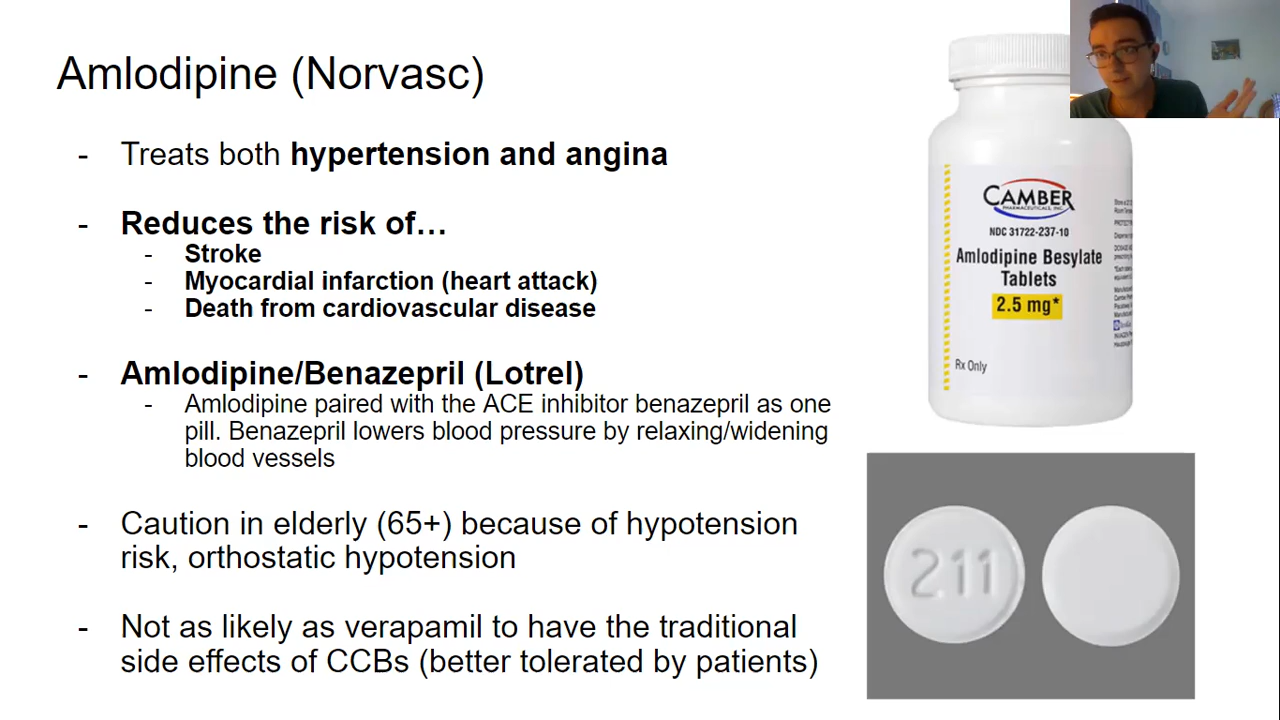 Amlodipine (Norvasc)
- Treats both hypertension and angina
- Reduces the risk of…
- Stroke
- Myocardial infarction (heart attack)
- Death from cardiovascular disease
- Amlodipine/Benazepril (Lotrel)
- Amlodipine paired with the ACE inhibitor benazepril as one
pill. Benazepril lowers blood pressure by relaxing/widening
blood vessels
- Caution in elderly (65+) because of hypotension
risk, orthostatic hypotension
- Not as likely as verapamil to have the traditional
side effects of CCBs (better tolerated by patients)
CAMBER
PHARMACEUTICALS, INC.
NDC 31722-237-10
Amlodipine Besylate
Tablets
2.5 mg*
Rx Only
211